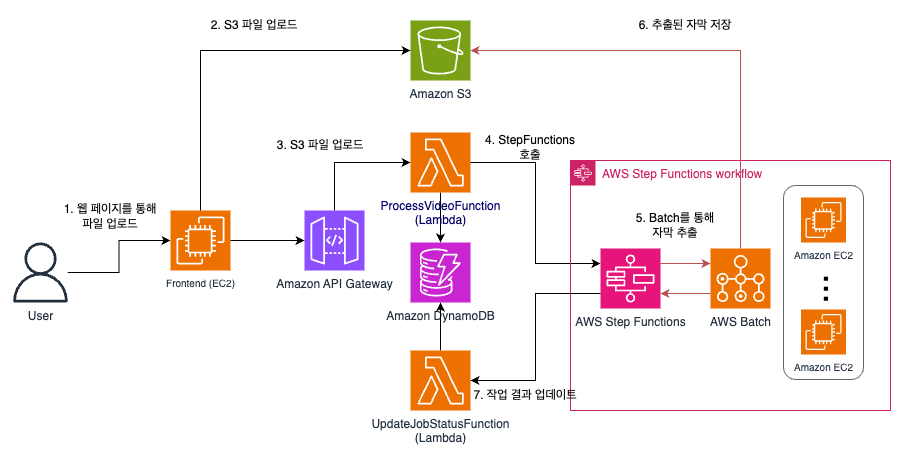 2. S3 파일 업로드
6. 추출된 자막 저장
Amazon S3
3. S3 파일 업로드
4. StepFunctions
호출
AWS Step Functions workflow
1. 웹 페이지를 통해
파일 업로드
ProcessVideoFunction
(Lambda)
5. Batch를 통해
자막 추출
Amazon EC2
User
Frontend (EC2)
Amazon API Gateway
Amazon DynamoDB
AWS Step Functions
AWS Batch
Amazon EC2
7. 작업 결과 업데이트
UpdateJobStatusFunction
(Lambda)